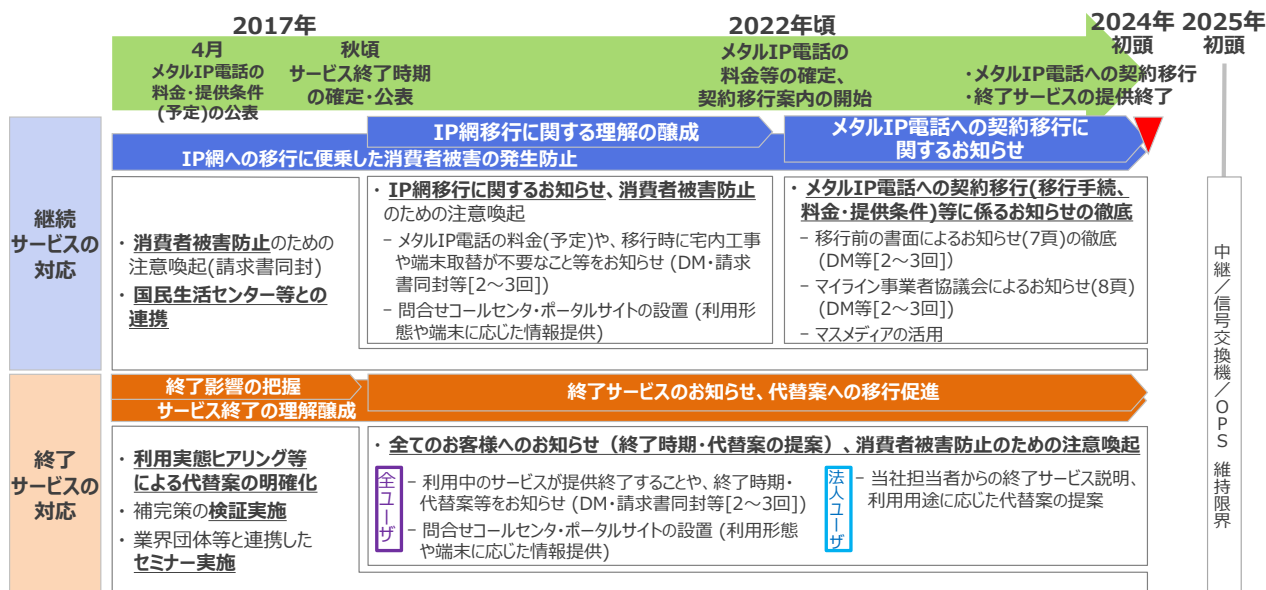 2017年
2022年頃
2024年
初頭
2025年
初頭
4月
メタルIP電話の
料金・提供条件
(予定)の公表
秋頃
サービス終了時期
の確定・公表
メタルIP電話の
料金等の確定、
契約移行案内の開始
・メタルIP電話への契約移行
・終了サービスの提供終了
継続
サービスの
対応
IP網移行に関する理解の醸成
IP網への移行に便乗した消費者被害の発生防止
メタルIP電話への契約移行に
関するお知らせ
・消費者被害防止のための
注意喚起(請求書同封)
・国民生活センター等との
連携
・IP網移行に関するお知らせ、消費者被害防止
のための注意喚起
− メタルIP電話の料金(予定)や、移行時に宅内工事
や端末取替が不要なこと等をお知らせ (DM・請求
書同封等[2～3回])
− 問合せコールセンタ・ポータルサイトの設置 (利用形
態や端末に応じた情報提供)
・メタルIP電話への契約移行(移行手続、
料金・提供条件)等に係るお知らせの徹底
− 移行前の書面によるお知らせ(7頁)の徹底
(DM等[2～3回])
− マイライン事業者協議会によるお知らせ(8頁)
(DM等[2～3回])
− マスメディアの活用
中継／信号交換機／OPS 維持限界
終了
サービスの
対応
終了影響の把握
サービス終了の理解醸成
終了サービスのお知らせ、代替案への移行促進
・利用実態ヒアリング等
による代替案の明確化
・補完策の検証実施
・業界団体等と連携した
セミナー実施
・全てのお客様へのお知らせ（終了時期・代替案の提案）、消費者被害防止のための注意喚起
全ユーザ
− 利用中のサービスが提供終了することや、終了時期・
代替案等をお知らせ (DM・請求書同封等[2～3回])
− 問合せコールセンタ・ポータルサイトの設置 (利用形態
や端末に応じた情報提供)
法人ユーザ
− 当社担当者からの終了サービス説明、
利用用途に応じた代替案の提案